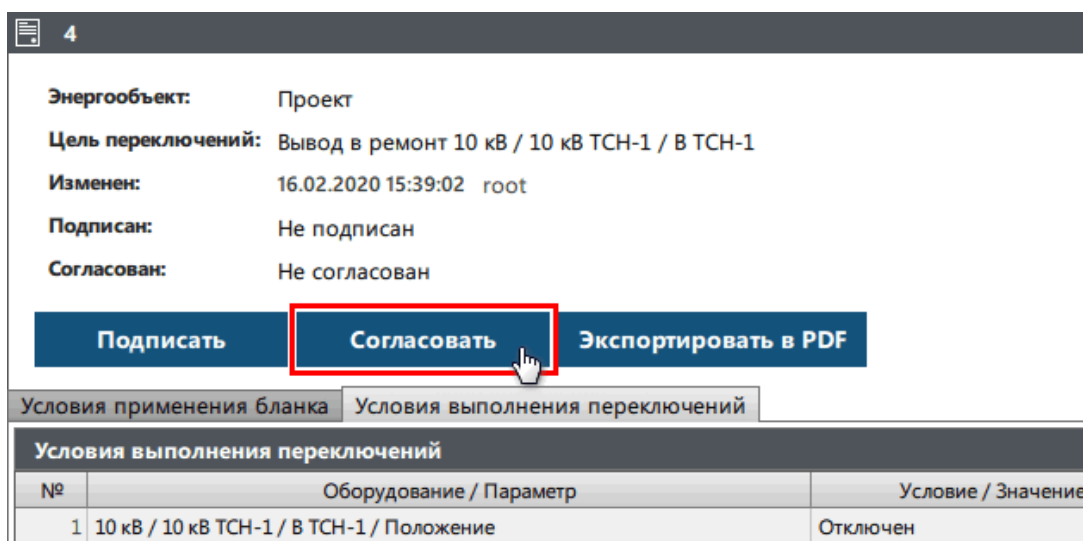 4
Энергообъект: Проект
Цель переключений: Вывод в ремонт 10 кВ / 10 кВ ТСН-1 / В ТСН-1
Изменен: 16.02.2020 15:39:02 root
Подписан: Не подписан
Согласован: Не согласован
Подписать Согласовать Экспортировать в PDF
Условия применения бланка Условия выполнения переключений
Условия выполнения переключений
№ Оборудование / Параметр Условие / Значение
1 10 кВ / 10 кВ ТСН-1 / В ТСН-1 / Положение Отключен